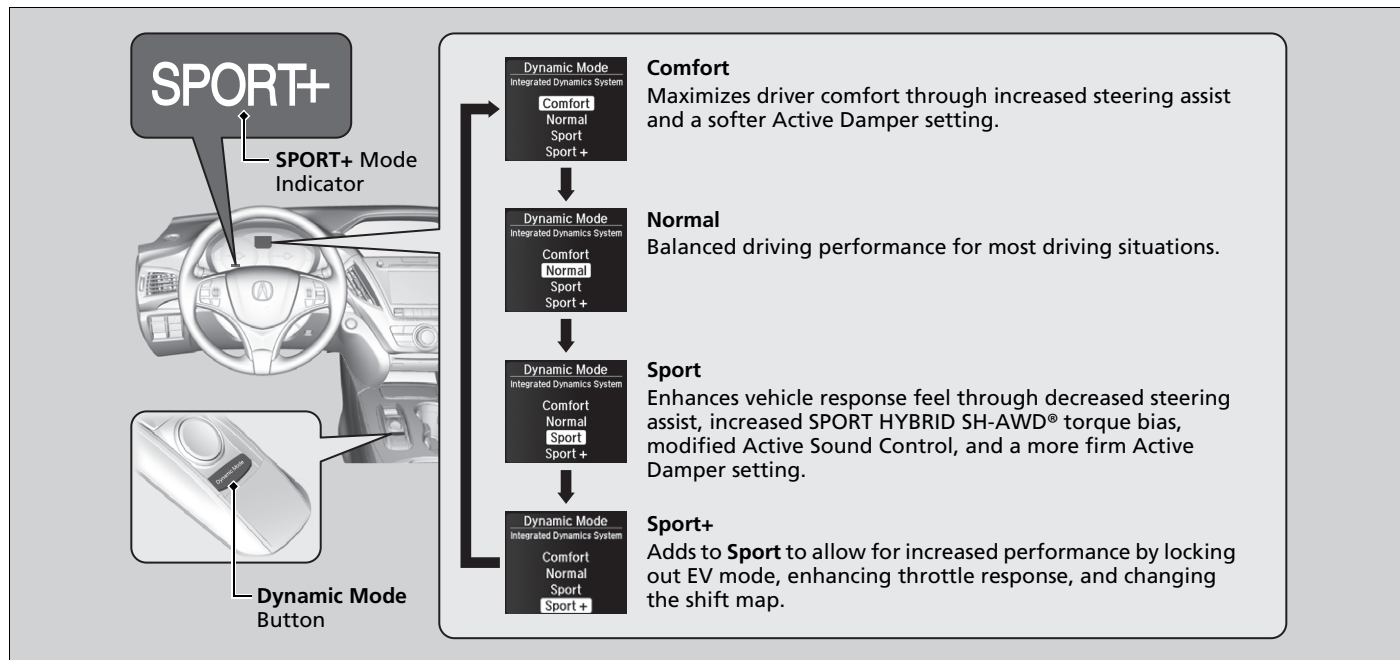 SPORT+
SPORT+ Mode
Indicator
Dynamic Mode
Dynamic Mode
Button
Dynamic Mode
Integrated Dynamics System
Comfort
Normal
Sport
Sport +
Comfort
Maximizes driver comfort through increased steering assist
and a softer Active Damper setting.
Dynamic Mode
Integrated Dynamics System
Comfort
Normal
Sport
Sport +
Normal
Balanced driving performance for most driving situations.
Dynamic Mode
Integrated Dynamics System
Comfort
Normal
Sport
Sport +
Sport
Enhances vehicle response feel through decreased steering
assist, increased SPORT HYBRID SH-AWD® torque bias,
modified Active Sound Control, and a more firm Active
Damper setting.
Dynamic Mode
Integrated Dynamics System
Comfort
Normal
Sport
Sport +
Sport+
Adds to Sport to allow for increased performance by locking
out EV mode, enhancing throttle response, and changing
the shift map.